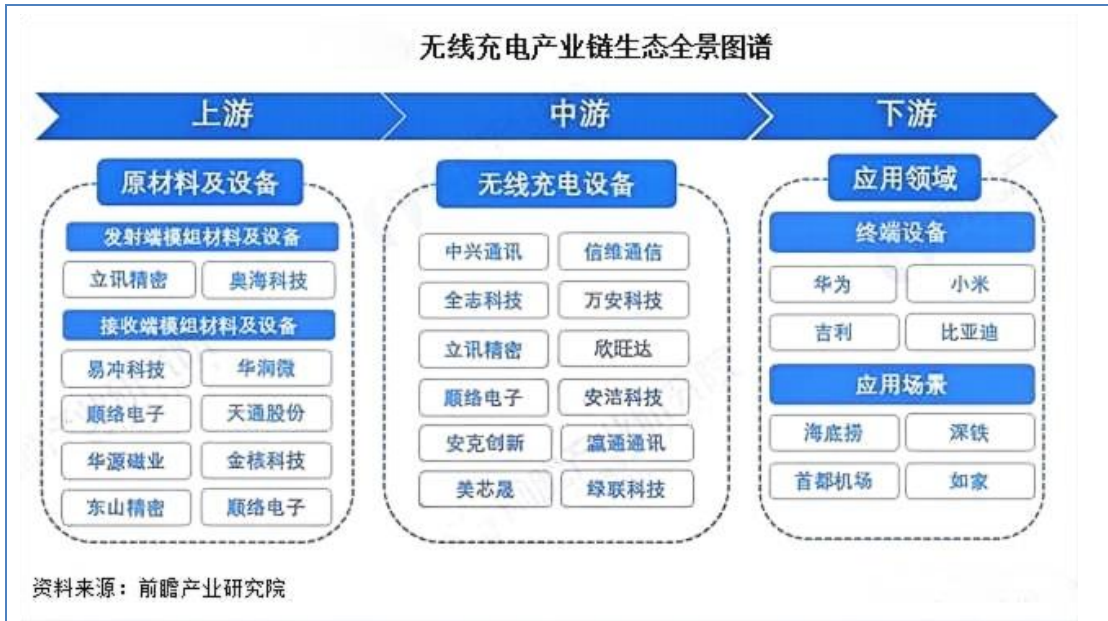 无线充电产业链生态全景图谱
上游 中游 下游
原材料及设备
发射端模组材料及设备
立讯精密 奥海科技
接收端模组材料及设备
易冲科技 华润微
顺络电子 天通股份
华源磁业 金核科技
东山精密 顺络电子
无线充电设备
中兴通讯 信维通信
全志科技 万安科技
立讯精密 欣旺达
顺络电子 安洁科技
安克创新 瀛通通讯
美芯晟 绿联科技
应用领域
终端设备
华为 小米
吉利 比亚迪
应用场景
海底捞 深铁
首都机场 如家
资料来源：前瞻产业研究院